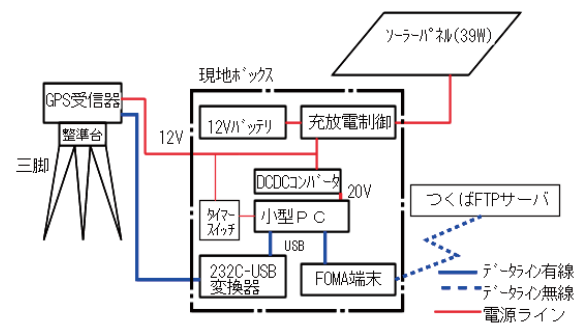 ソーラーパネル(39W)
現地ボックス
GPS受信器
整準台
三脚
12V
12Vバッテリ
充放電制御
DCDCコンバータ
20V
タイマー
スイッチ
小型PC
USB
232C-USB
変換器
FOMA端末
つくばFTPサーバ
データライン有線
データライン無線
電源ライン